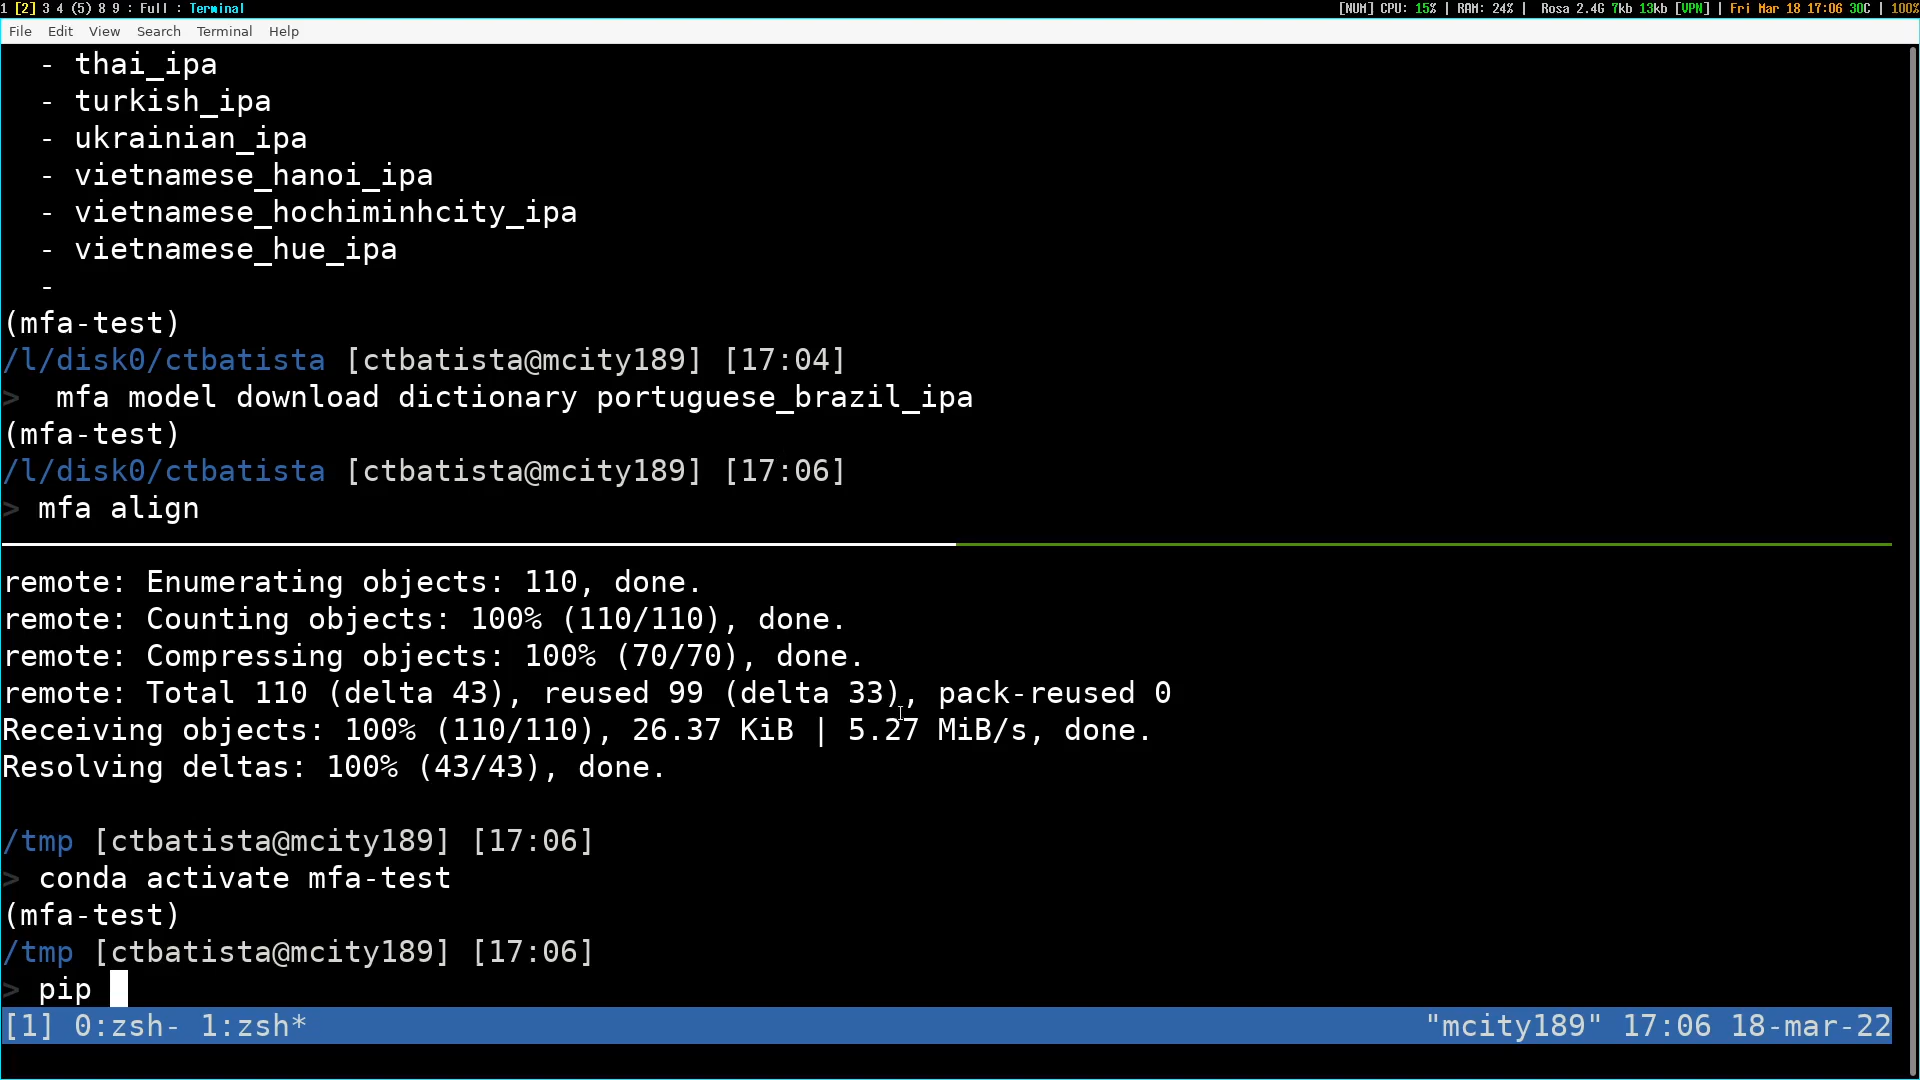 1 [2] 3 4 (5) 8 9 : Full : Terminal [NUM] CPU: 15% | RAM: 24% | Rosa 2.4G 7kb 13kb [VPN] | Fri Mar 18 17:06 30C | 100%
File Edit View Search Terminal Help
- thai_ipa
- turkish_ipa
- ukrainian_ipa
- vietnamese_hanoi_ipa
- vietnamese_hochiminhcity_ipa
- vietnamese_hue_ipa
-
(mfa-test)
/l/disk0/ctbatista [ctbatista@mcity189] [17:04]
> mfa model download dictionary portuguese_brazil_ipa
(mfa-test)
/l/disk0/ctbatista [ctbatista@mcity189] [17:06]
> mfa align
remote: Enumerating objects: 110, done.
remote: Counting objects: 100% (110/110), done.
remote: Compressing objects: 100% (70/70), done.
remote: Total 110 (delta 43), reused 99 (delta 33), pack-reused 0
Receiving objects: 100% (110/110), 26.37 KiB | 5.27 MiB/s, done.
Resolving deltas: 100% (43/43), done.
/tmp [ctbatista@mcity189] [17:06]
> conda activate mfa-test
(mfa-test)
/tmp [ctbatista@mcity189] [17:06]
> pip
[1] 0:zsh- 1:zsh* "mcity189" 17:06 18-mar-22